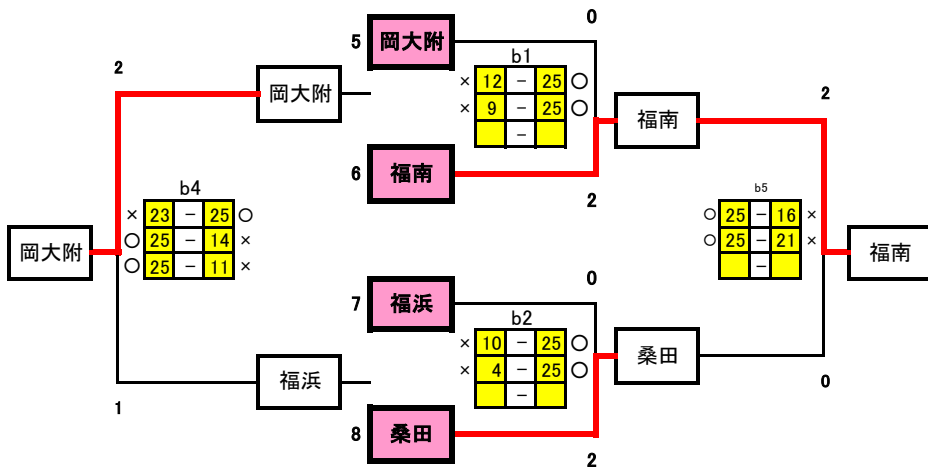 0
5 岡大附
2
b1
2
岡大附
× 12 − 25 ○
× 9 − 25 ○
−
福南
6 福南
2
b4
× 23 − 25 ○
○ 25 − 14 ×
○ 25 − 11 ×
b5
○ 25 − 16 ×
○ 25 − 21 ×
−
岡大附
福南
0
7 福浜
b2
× 10 − 25 ○
× 4 − 25 ○
−
桑田
福浜
0
1
8 桑田
2